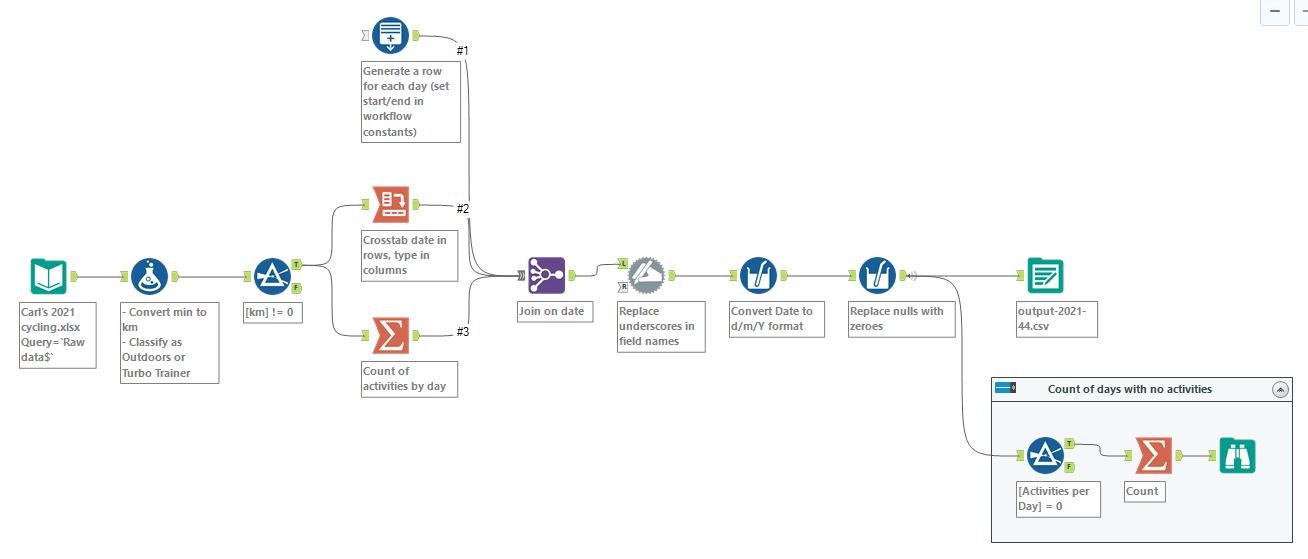 #1
Generate a row
for each day (set
start/end in
workflow
constants)
#2
Crosstab date in
rows, type in
columns
T
F
L
R
Carl's 2021
cycling.xlsx
Query=`Raw
data$`
- Convert min to
km
- Classify as
Outdoors or
Turbo Trainer
[km] != 0
#3
Count of
activities by day
Join on date
Replace
underscores in
field names
Convert Date to
d/m/Y format
Replace nulls with
zeroes
output-2021-
44.csv
Count of days with no activities
T
F
[Activities per
Day] = 0
Count